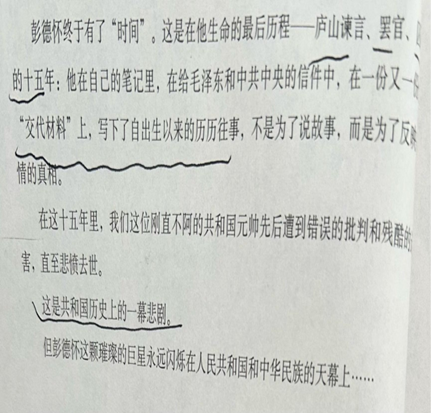 彭德怀终于有了“时间”。这是在他生命的最后历程——庐山谏言、罢官、
的十五年：他在自己的笔记里，在给毛泽东和中共中央的信件中，在一份又一
“交代材料”上，写下了自出生以来的历历往事，不是为了说故事，而是为了反
情的真相。
在这十五年里，我们这位刚直不阿的共和国元帅先后遭到错误的批判和残酷的
害，直至悲愤去世。
这是共和国历史上的一幕悲剧。
但彭德怀这颗璀璨的巨星永远闪烁在人民共和国和中华民族的天幕上……